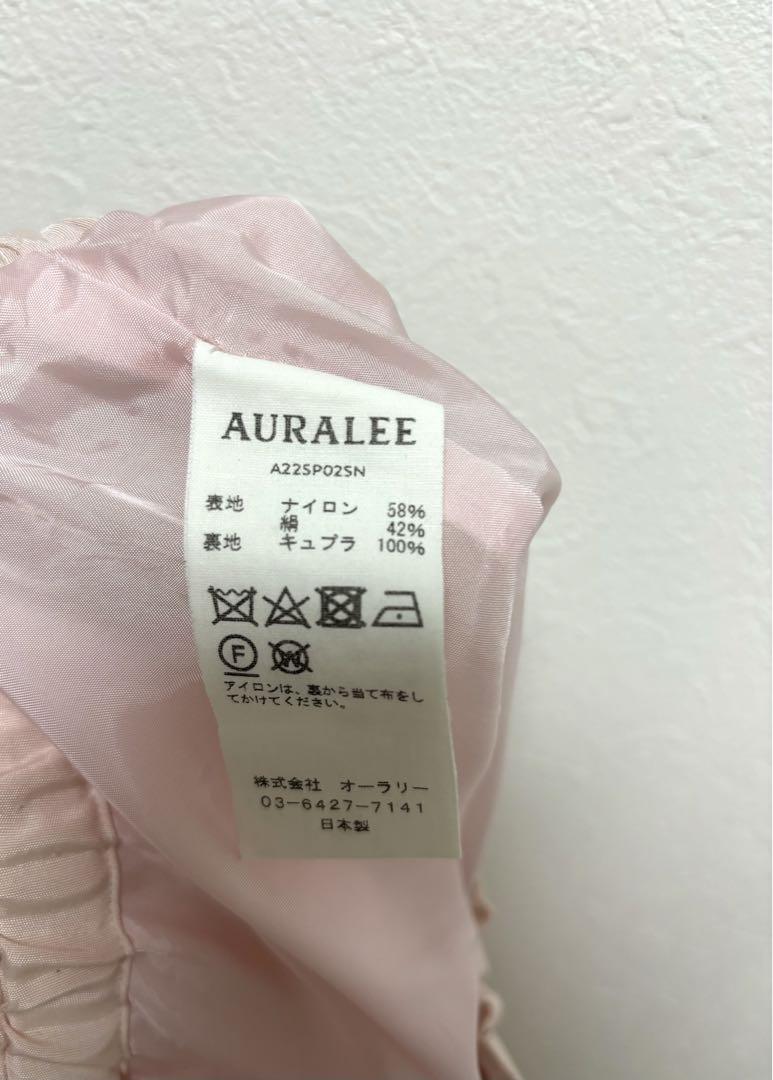 AURALEE
A22SP02SN
表地 ナイロン 58%
絹 42%
裏地 キュプラ 100%
F W
アイロンは、裏から当て布をし
てかけてください。
株式会社 オーラリー
03-6427-7141
日本製